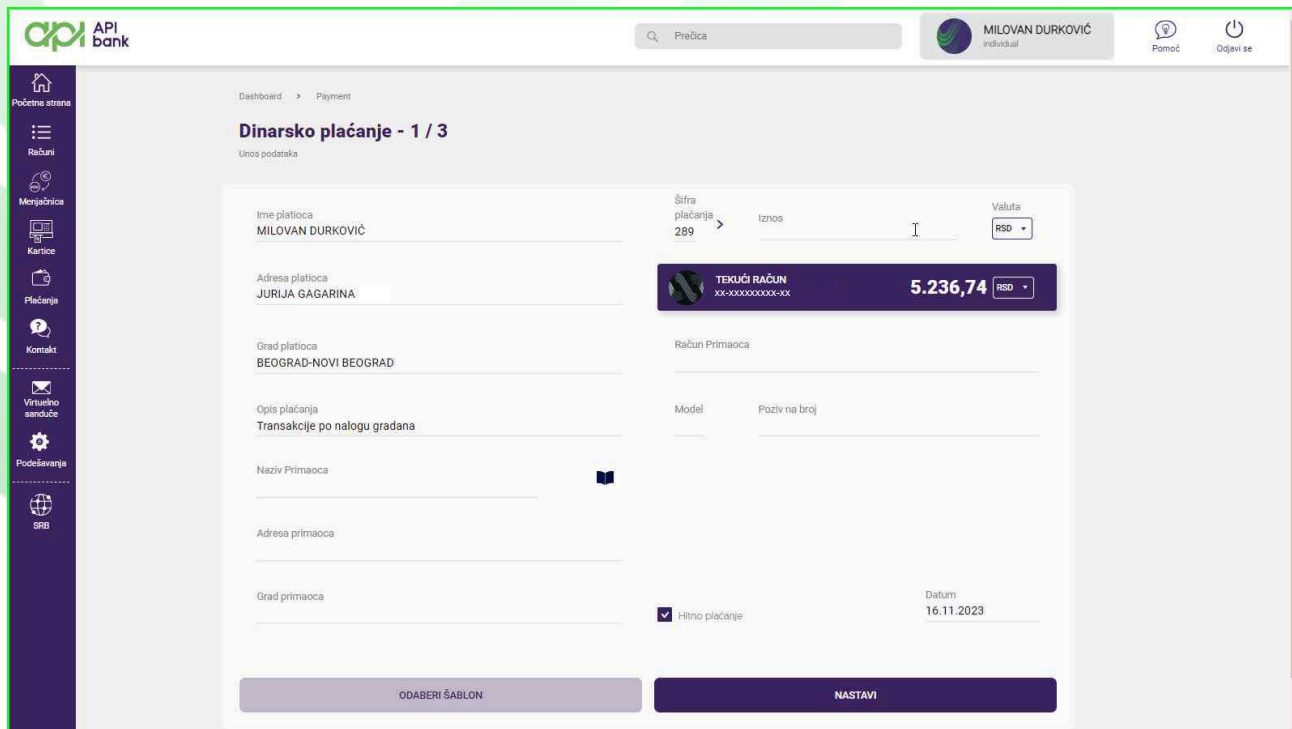 api API
bank
Prečica
MILOVAN DURKOVIĆ
individual
Pomoć
Odjavi se
Početna strana
Računi
Menjačnica
Kartice
Plaćanja
Kontakt
Virtuelno
sanduče
Podešavanja
SRB
Dashboard > Payment
Dinarsko plaćanje - 1 / 3
Unos podataka
Ime platioca
MILOVAN DURKOVIĆ
Adresa platioca
JURIJA GAGARINA
Grad platioca
BEOGRAD-NOVI BEOGRAD
Opis plaćanja
Transakcije po nalogu gradana
Naziv Primaoca
Adresa primaoca
Grad primaoca
Šifra
plaćanja
289
Iznos
Valuta
RSD
TEKUĆI RAČUN
xx-xxxxxxxxxx-xx
5.236,74 RSD
Račun Primaoca
Model
Poziv na broj
Hitno plaćanje
Datum
16.11.2023
ODABERI ŠABLON
NASTAVI